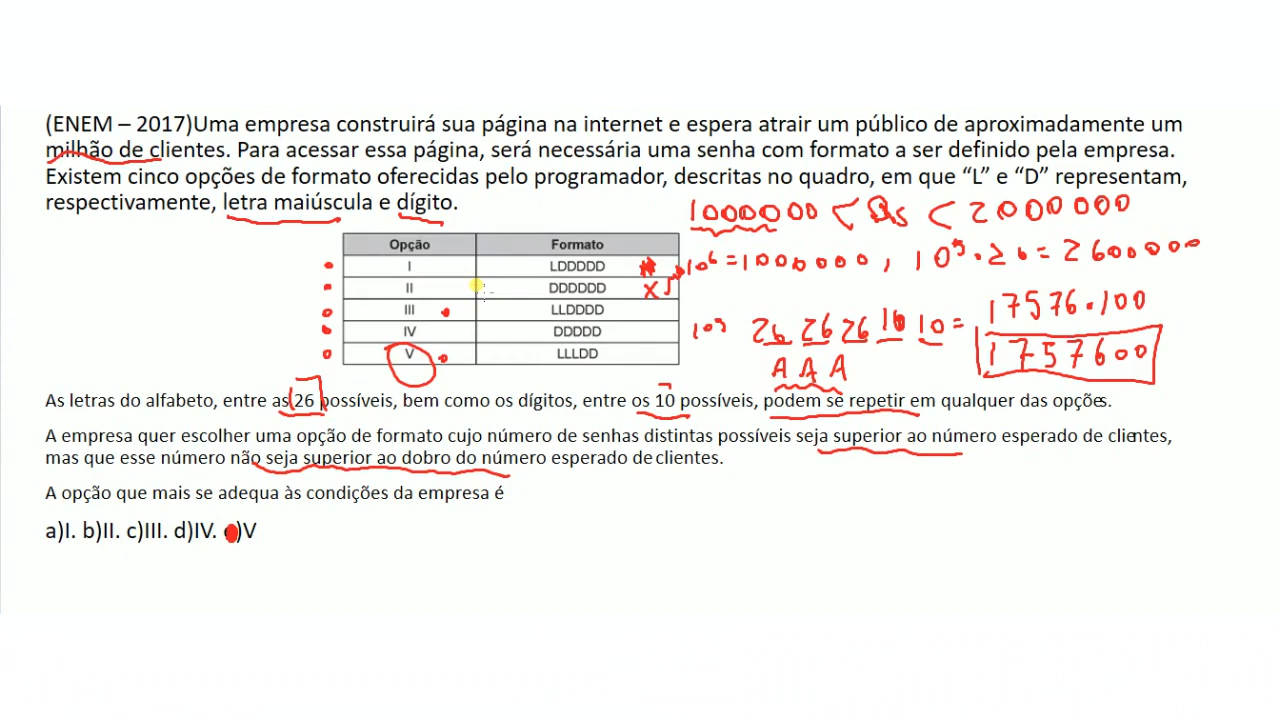 (ENEM – 2017)Uma empresa construirá sua página na internet e espera atrair um público de aproximadamente um
milhão de clientes. Para acessar essa página, será necessária uma senha com formato a ser definido pela empresa.
Existem cinco opções de formato oferecidas pelo programador, descritas no quadro, em que “L” e “D” representam,
respectivamente, letra maiúscula e dígito.
1000000 < Qs < 2000000
Opção Formato
I LDDDDD
10⁶ = 1000000, 10⁵.26 = 2600000
II DDDDDD
X
III LLDDDD
17576.100
IV DDDDD
10⁵ 26 26 26 10 10 =
V LLLDD
1757600
A A A
As letras do alfabeto, entre as 26 possíveis, bem como os dígitos, entre os 10 possíveis, podem se repetir em qualquer das opções.
A empresa quer escolher uma opção de formato cujo número de senhas distintas possíveis seja superior ao número esperado de clientes,
mas que esse número não seja superior ao dobro do número esperado de clientes.
A opção que mais se adequa às condições da empresa é
a)I. b)II. c)III. d)IV. )V